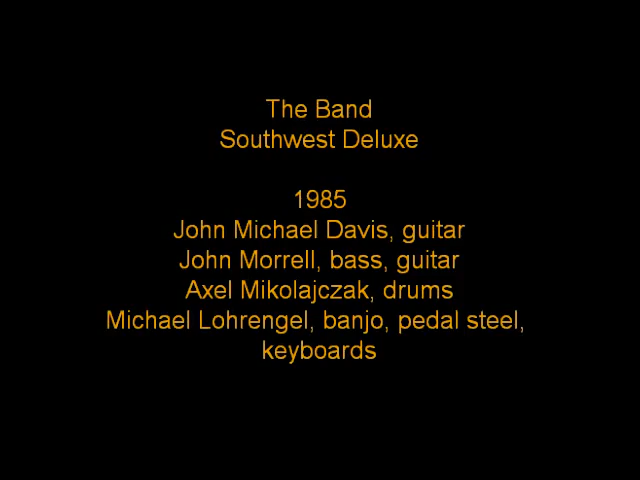 The Band
Southwest Deluxe
1985
John Michael Davis, guitar
John Morrell, bass, guitar
Axel Mikolajczak, drums
Michael Lohrengel, banjo, pedal steel,
keyboards